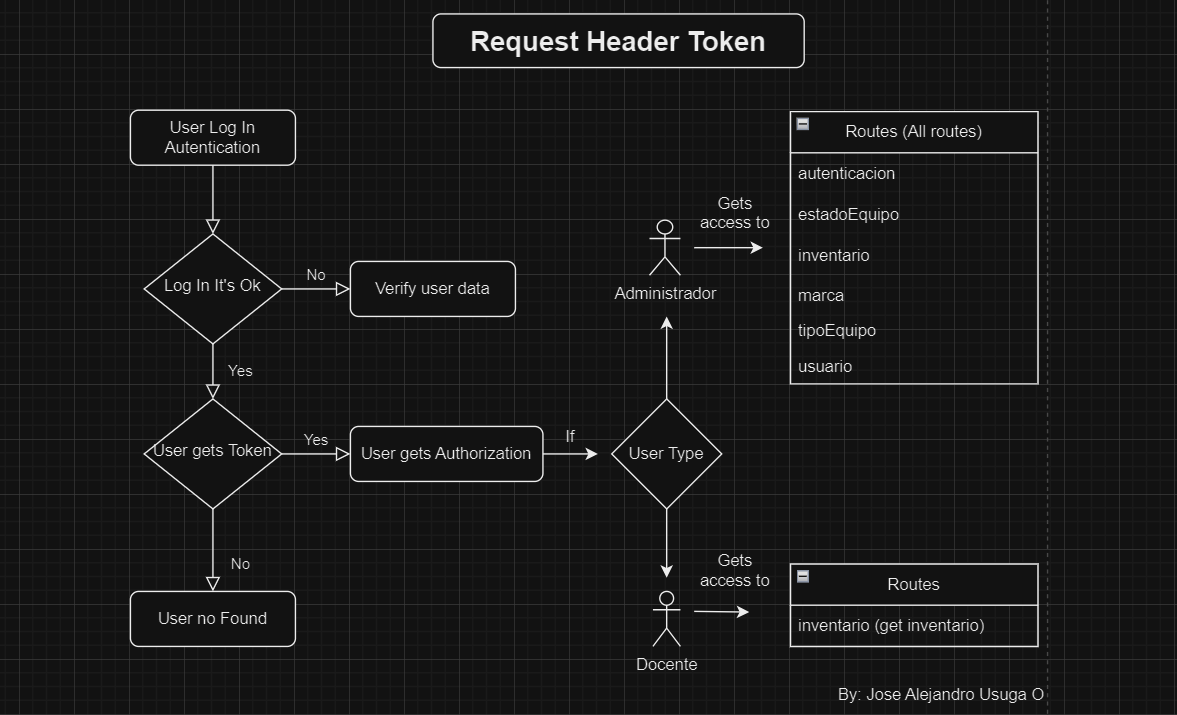 Request Header Token
User Log In
Autentication
Log In It's Ok
No
Verify user data
Yes
User gets Token
Yes
User gets Authorization
If
User Type
No
User no Found
Administrador
Gets
access to
Routes (All routes)
autenticacion
estadoEquipo
inventario
marca
tipoEquipo
usuario
Docente
Gets
access to
Routes
inventario (get inventario)
By: Jose Alejandro Usuga O